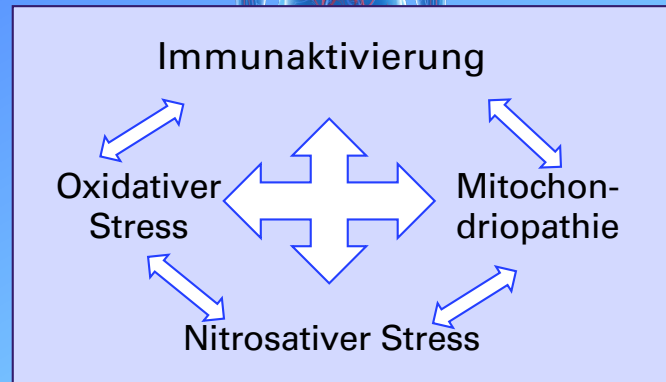 Immunaktivierung
Oxidativer
Stress
Mitochon-
driopathie
Nitrosativer Stress